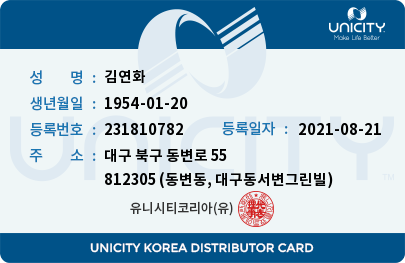 UNICITY
Make Life Better
성 명 : 김연화
생년월일 : 1954-01-20
등록번호 : 231810782 등록일자 : 2021-08-21
주 소 : 대구 북구 동변로 55
812305 (동변동, 대구동서변그린빌)
유니시티코리아(유)
UNICITY
UNICITY KOREA DISTRIBUTOR CARD